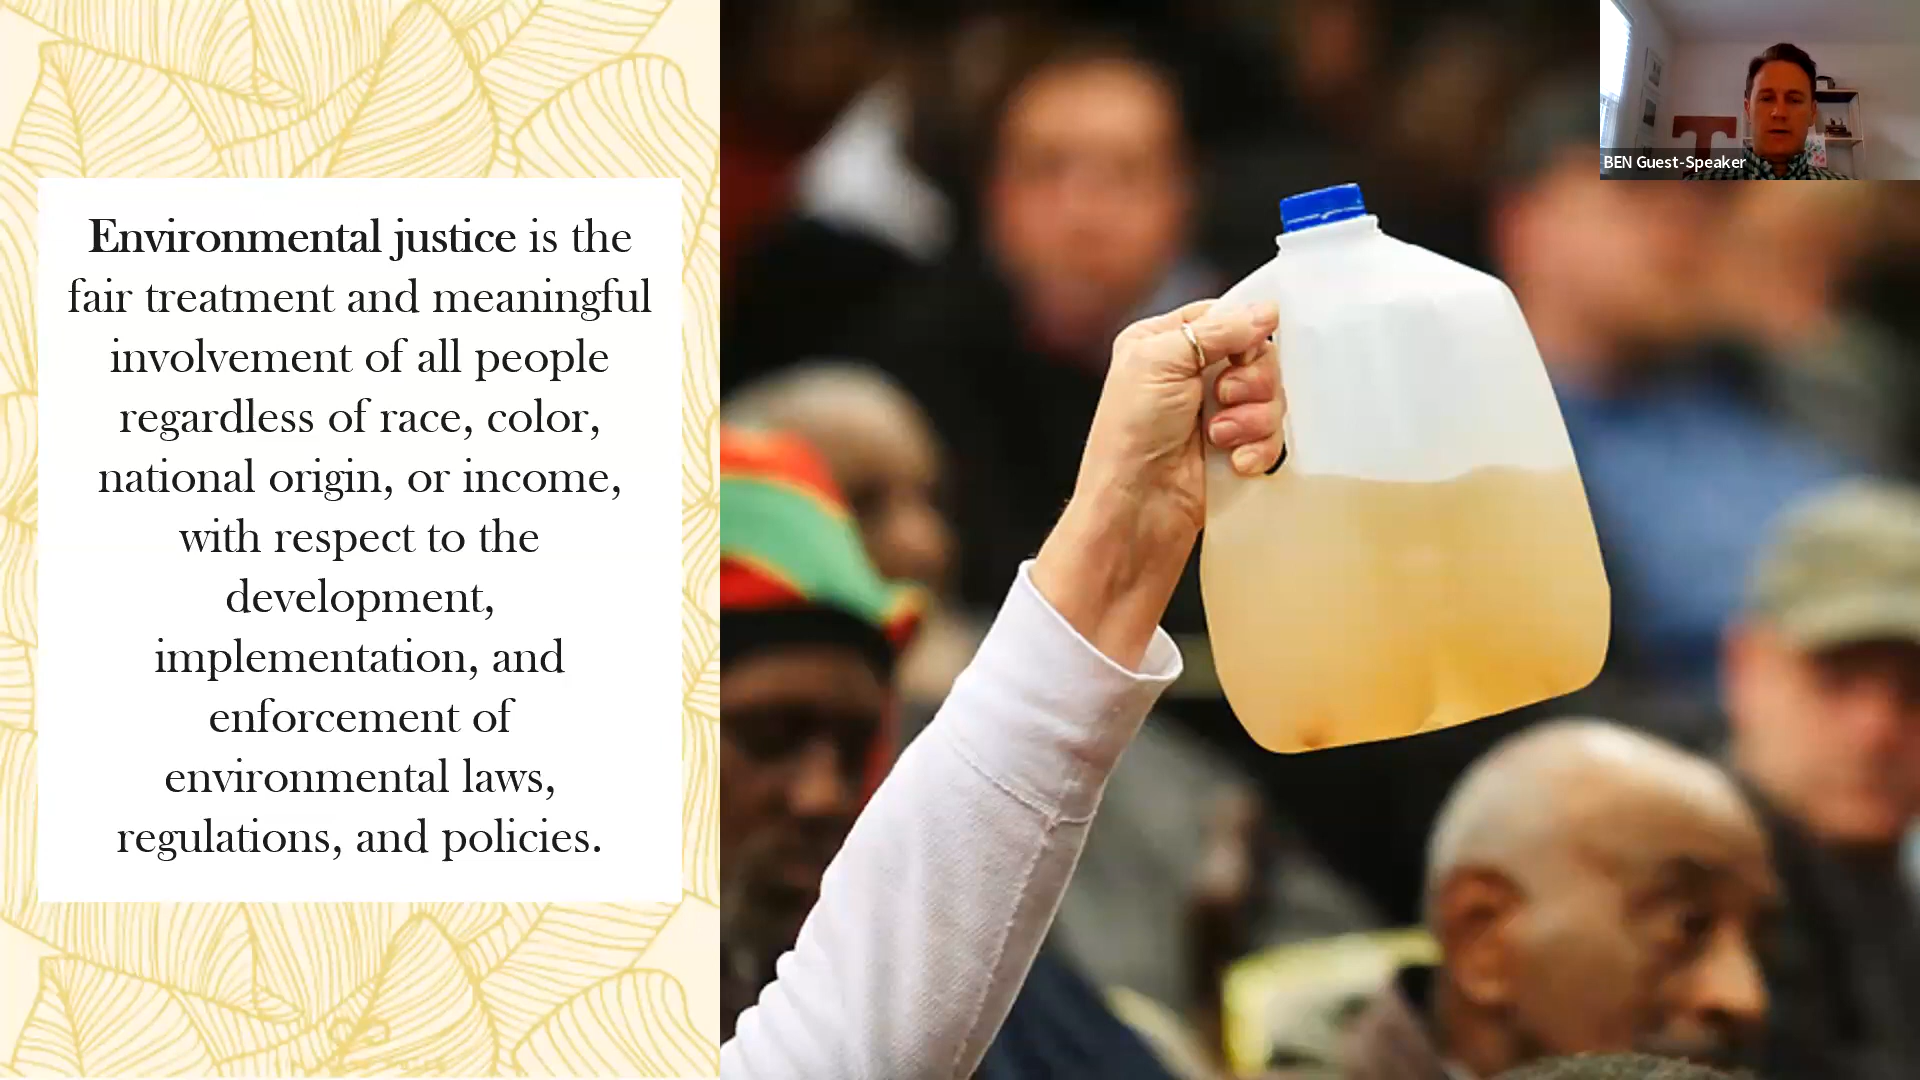 Environmental justice is the
fair treatment and meaningful
involvement of all people
regardless of race, color,
national origin, or income,
with respect to the
development,
implementation, and
enforcement of
environmental laws,
regulations, and policies.
T
BEN Guest-Speaker